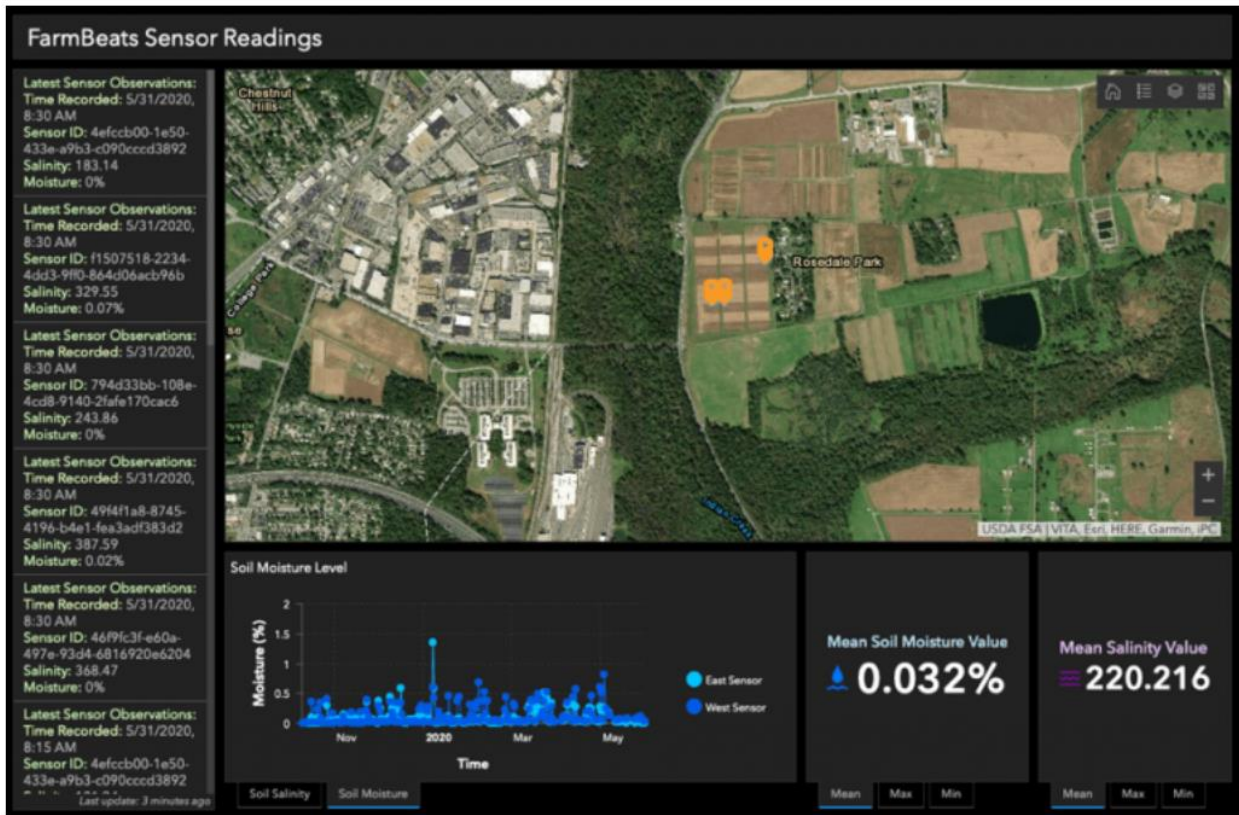 FarmBeats Sensor Readings
Latest Sensor Observations:
Time Recorded: 5/31/2020,
8:30 AM
Sensor ID: 4efccb00-1e50-
433e-a9b3-c090cccd3892
Salinity: 183.14
Moisture: 0%
Latest Sensor Observations:
Time Recorded: 5/31/2020,
8:30 AM
Sensor ID: f1507518-2234-
4dd3-9ff0-864d06acb96b
Salinity: 329.55
Moisture: 0.07%
Latest Sensor Observations:
Time Recorded: 5/31/2020,
8:30 AM
Sensor ID: 794d33bb-108e-
4cd8-9140-2fafe170cac6
Salinity: 243.86
Moisture: 0%
Latest Sensor Observations:
Time Recorded: 5/31/2020,
8:30 AM
Sensor ID: 49f4f1a8-8745-
4196-b4e1-fea3adf383d2
Salinity: 387.59
Moisture: 0.02%
Latest Sensor Observations:
Time Recorded: 5/31/2020,
8:30 AM
Sensor ID: 46f9fc3f-e60a-
497e-93d4-6816920e6204
Salinity: 368.47
Moisture: 0%
Latest Sensor Observations:
Time Recorded: 5/31/2020,
8:15 AM
Sensor ID: 4efccb00-1e50-
433e-a9b3-c090cccd3892
Last update: 3 minutes ago
Chestnut
Hills
College Park
se
Rosedale Park
Indian Creek
+
−
USDA FSA | VITA, Esri, HERE, Garmin, iPC
Soil Moisture Level
Moisture (%)
2
1.5
1
0.5
0
Nov
2020
Mar
May
Time
East Sensor
West Sensor
Soil Salinity
Soil Moisture
Mean Soil Moisture Value
0.032%
Mean
Max
Min
Mean Salinity Value
220.216
Mean
Max
Min